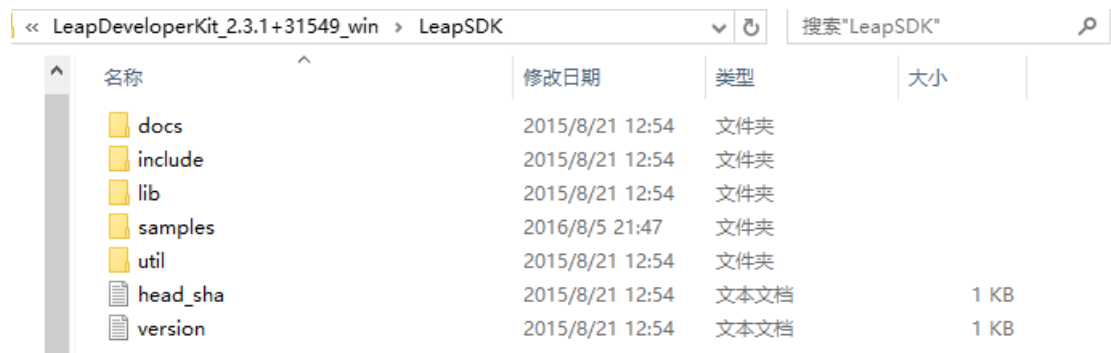 « LeapDeveloperKit_2.3.1+31549_win › LeapSDK 搜索"LeapSDK"
名称 修改日期 类型 大小
docs 2015/8/21 12:54 文件夹
include 2015/8/21 12:54 文件夹
lib 2015/8/21 12:54 文件夹
samples 2016/8/5 21:47 文件夹
util 2015/8/21 12:54 文件夹
head_sha 2015/8/21 12:54 文本文档 1 KB
version 2015/8/21 12:54 文本文档 1 KB